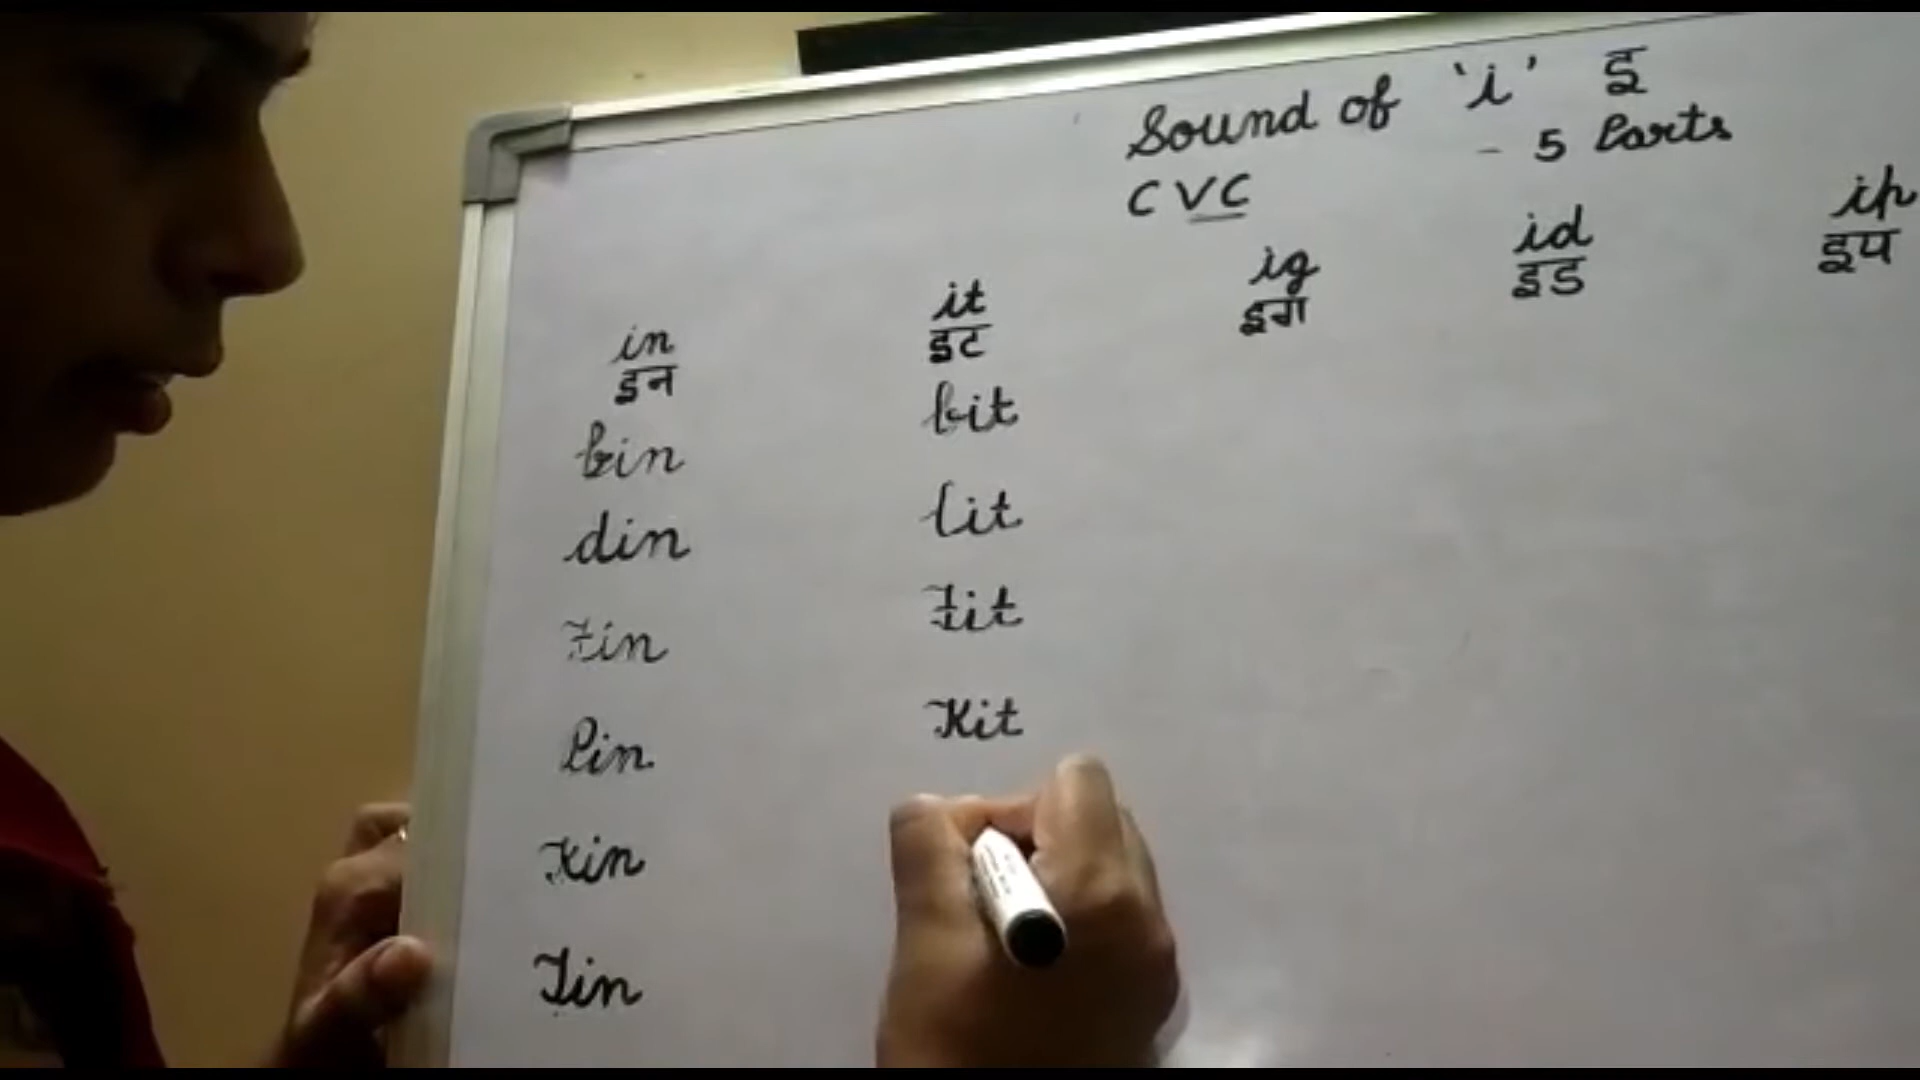 Sound of 'i' इ
- 5 Parts
CVC
in it ig id ip
इन इट इग इड इप
bin bit
din lit
Fin Fit
Pin Kit
Kin
Tin